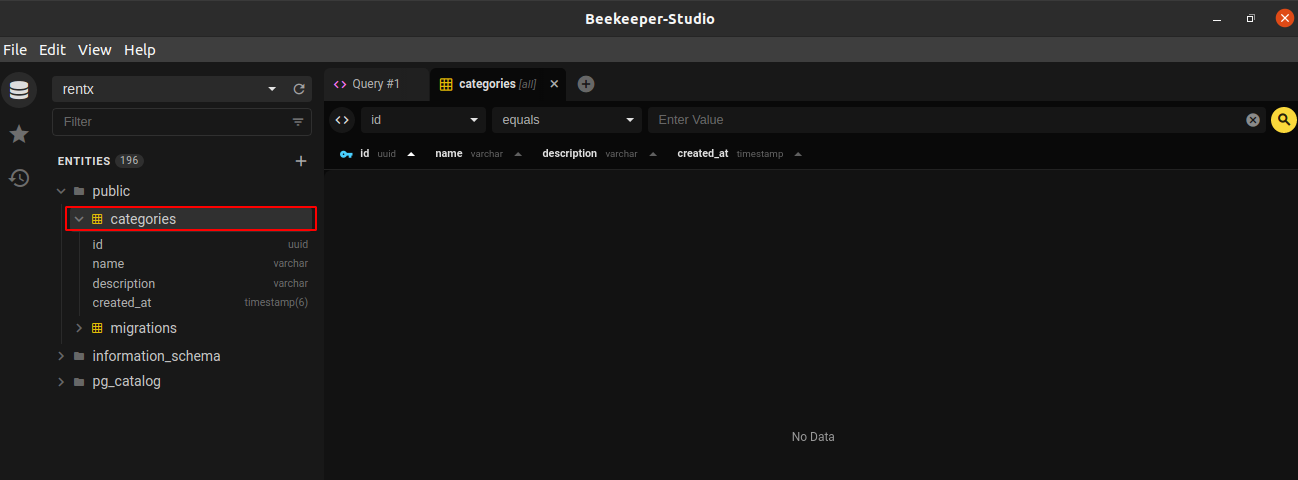 Beekeeper-Studio
File Edit View Help
rentx
Filter
ENTITIES 196
public
categories
id uuid
name varchar
description varchar
created_at timestamp(6)
migrations
information_schema
pg_catalog
Query #1 categories [all]
id equals Enter Value
id uuid name varchar description varchar created_at timestamp
No Data